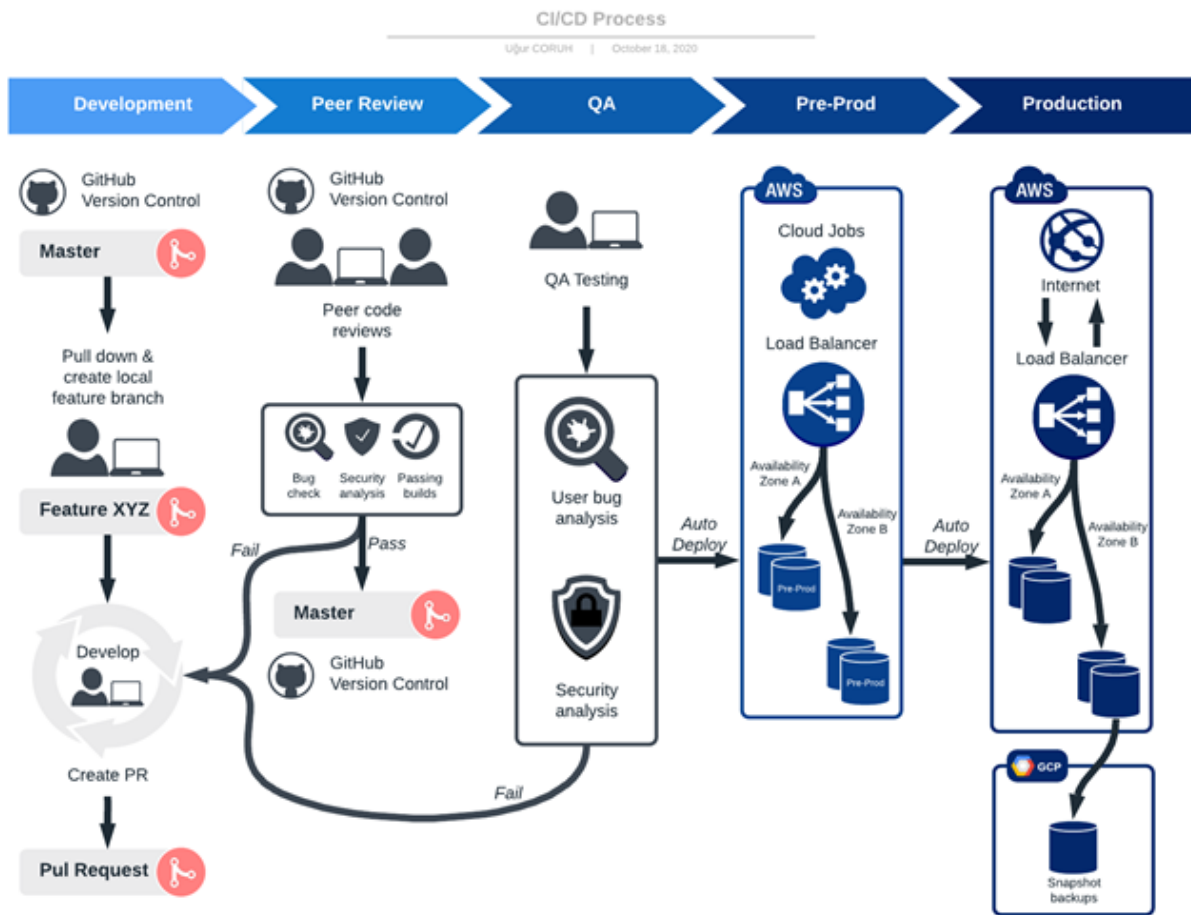 CI/CD Process
Uğur CORUH | October 18, 2020
Development
Peer Review
QA
Pre-Prod
Production
GitHub
Version Control
Master
Pull down &
create local
feature branch
Feature XYZ
Develop
Create PR
Pul Request
GitHub
Version Control
Peer code
reviews
Bug
check
Security
analysis
Passing
builds
Fail
Pass
Master
GitHub
Version Control
Fail
QA Testing
User bug
analysis
Security
analysis
Auto
Deploy
AWS
Cloud Jobs
Load Balancer
Availability
Zone A
Availability
Zone B
Pre-Prod
Pre-Prod
Auto
Deploy
AWS
Internet
Load Balancer
Availability
Zone A
Availability
Zone B
GCP
Snapshot
backups